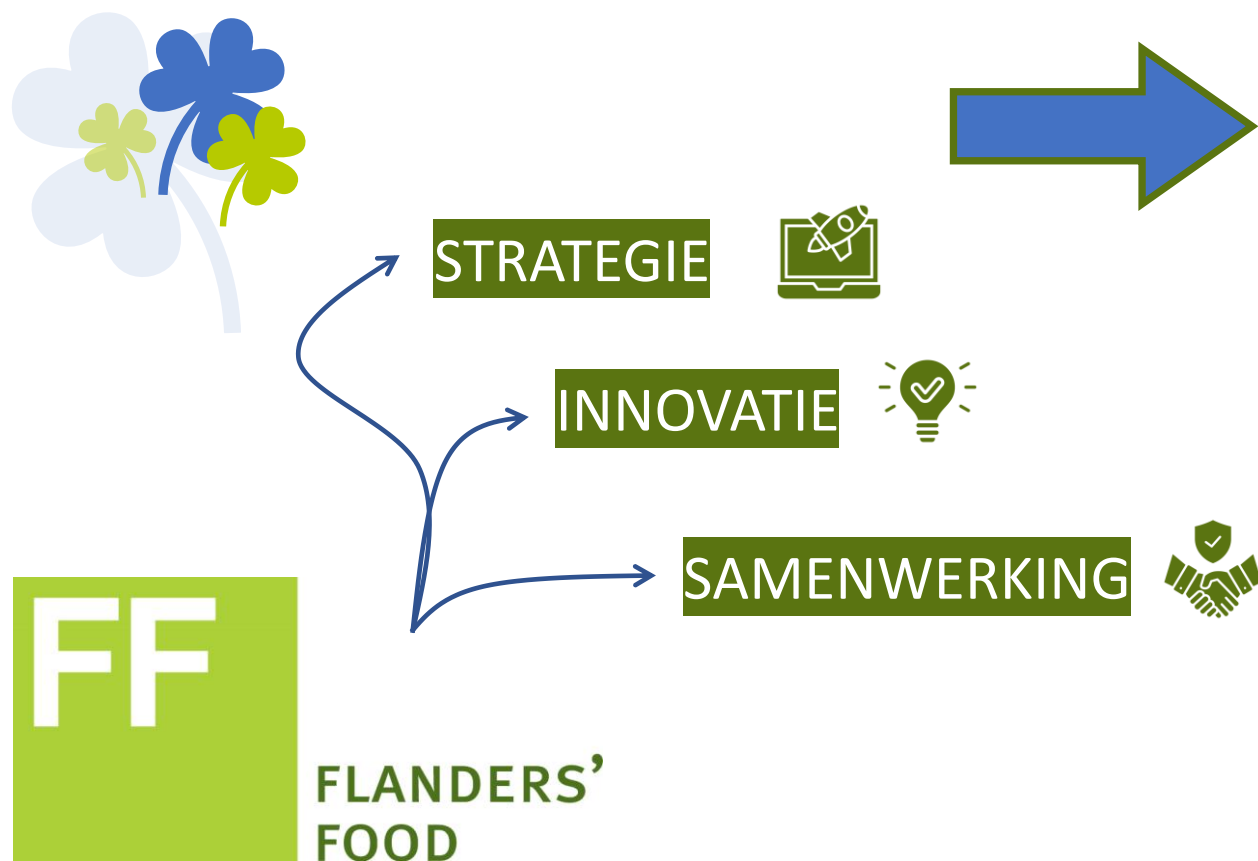 STRATEGIE
INNOVATIE
SAMENWERKING
FF
FLANDERS’
FOOD